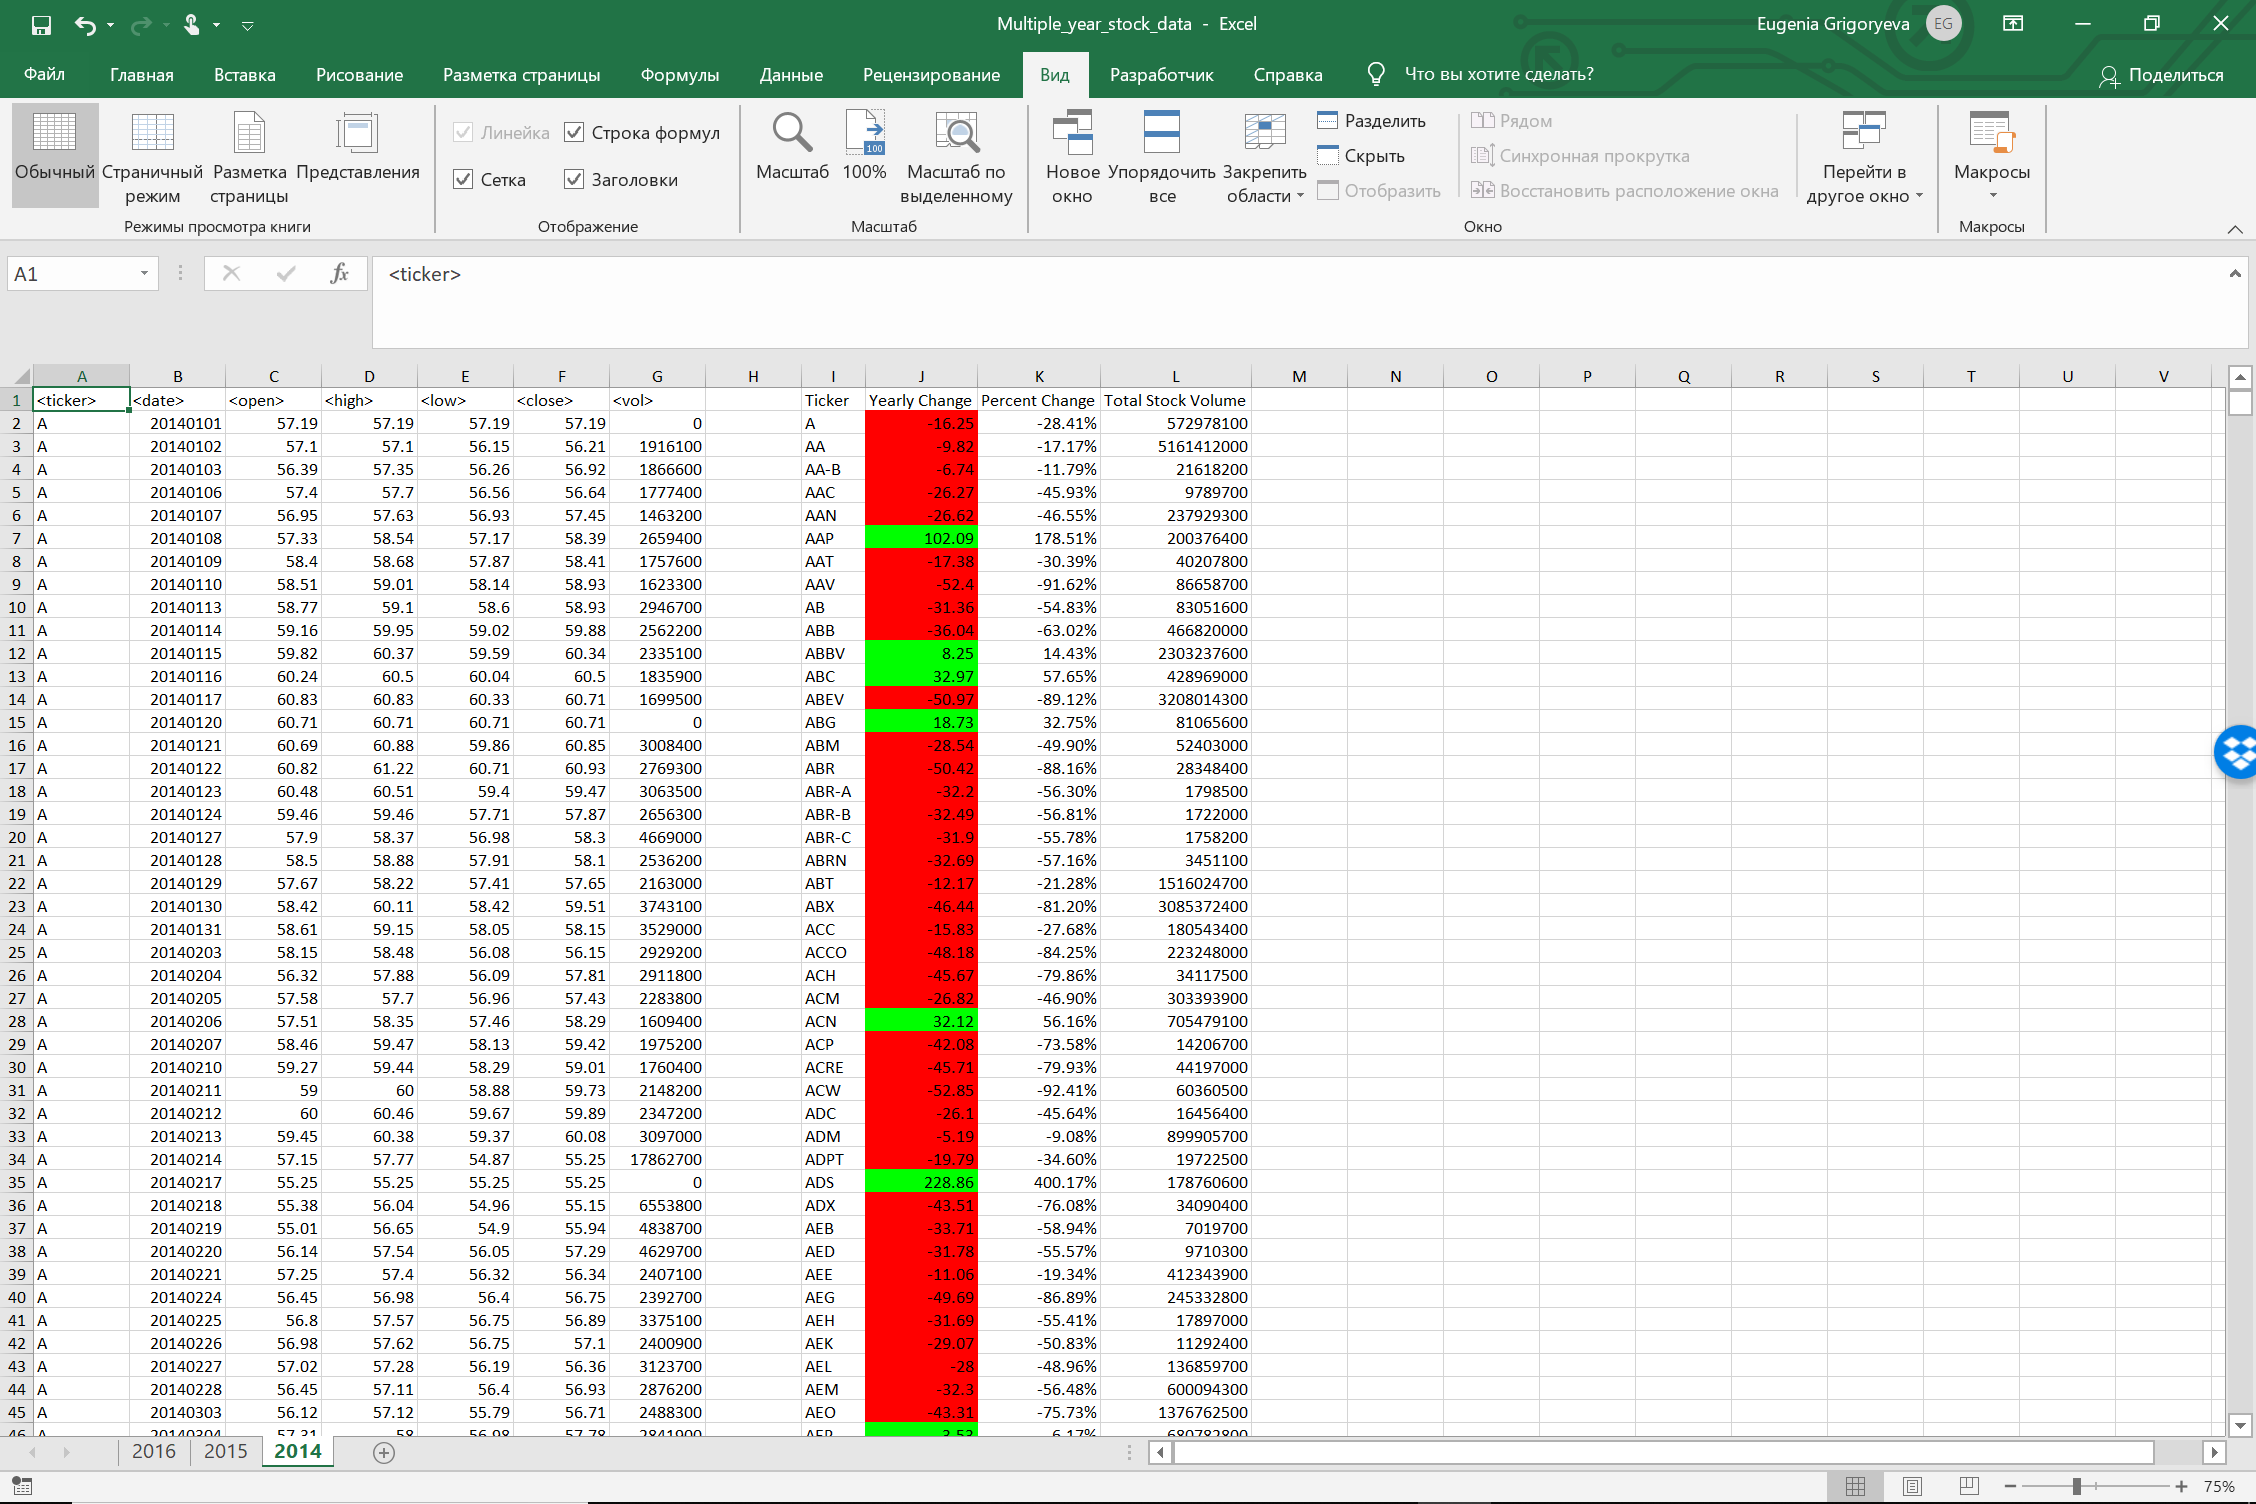 Multiple_year_stock_data - Excel
Eugenia Grigoryeva EG
Файл Главная Вставка Рисование Разметка страницы Формулы Данные Рецензирование Вид Разработчик Справка Что вы хотите сделать? Поделиться
Обычный Страничный режим Разметка страницы Представления
Режимы просмотра книги
Линейка Строка формул
Сетка Заголовки
Отображение
Масштаб 100% Масштаб по выделенному
100
Масштаб
Новое окно Упорядочить все Закрепить области
Разделить
Скрыть
Отобразить
Рядом
Синхронная прокрутка
Восстановить расположение окна
Перейти в другое окно
Окно
Макросы
Макросы
A1 fx <ticker>
A B C D E F G H I J K L M N O P Q R S T U V
1 <ticker> <date> <open> <high> <low> <close> <vol> Ticker Yearly Change Percent Change Total Stock Volume
2 A 20140101 57.19 57.19 57.19 57.19 0 A -16.25 -28.41% 572978100
3 A 20140102 57.1 57.1 56.15 56.21 1916100 AA -9.82 -17.17% 5161412000
4 A 20140103 56.39 57.35 56.26 56.92 1866600 AA-B -6.74 -11.79% 21618200
5 A 20140106 57.4 57.7 56.56 56.64 1777400 AAC -26.27 -45.93% 9789700
6 A 20140107 56.95 57.63 56.93 57.45 1463200 AAN -26.62 -46.55% 237929300
7 A 20140108 57.33 58.54 57.17 58.39 2659400 AAP 102.09 178.51% 200376400
8 A 20140109 58.4 58.68 57.87 58.41 1757600 AAT -17.38 -30.39% 40207800
9 A 20140110 58.51 59.01 58.14 58.93 1623300 AAV -52.4 -91.62% 86658700
10 A 20140113 58.77 59.1 58.6 58.93 2946700 AB -31.36 -54.83% 83051600
11 A 20140114 59.16 59.95 59.02 59.88 2562200 ABB -36.04 -63.02% 466820000
12 A 20140115 59.82 60.37 59.59 60.34 2335100 ABBV 8.25 14.43% 2303237600
13 A 20140116 60.24 60.5 60.04 60.5 1835900 ABC 32.97 57.65% 428969000
14 A 20140117 60.83 60.83 60.33 60.71 1699500 ABEV -50.97 -89.12% 3208014300
15 A 20140120 60.71 60.71 60.71 60.71 0 ABG 18.73 32.75% 81065600
16 A 20140121 60.69 60.88 59.86 60.85 3008400 ABM -28.54 -49.90% 52403000
17 A 20140122 60.82 61.22 60.71 60.93 2769300 ABR -50.42 -88.16% 28348400
18 A 20140123 60.48 60.51 59.4 59.47 3063500 ABR-A -32.2 -56.30% 1798500
19 A 20140124 59.46 59.46 57.71 57.87 2656300 ABR-B -32.49 -56.81% 1722000
20 A 20140127 57.9 58.37 56.98 58.3 4669000 ABR-C -31.9 -55.78% 1758200
21 A 20140128 58.5 58.88 57.91 58.1 2536200 ABRN -32.69 -57.16% 3451100
22 A 20140129 57.67 58.22 57.41 57.65 2163000 ABT -12.17 -21.28% 1516024700
23 A 20140130 58.42 60.11 58.42 59.51 3743100 ABX -46.44 -81.20% 3085372400
24 A 20140131 58.61 59.15 58.05 58.15 3529000 ACC -15.83 -27.68% 180543400
25 A 20140203 58.15 58.48 56.08 56.15 2929200 ACCO -48.18 -84.25% 223248000
26 A 20140204 56.32 57.88 56.09 57.81 2911800 ACH -45.67 -79.86% 34117500
27 A 20140205 57.58 57.7 56.96 57.43 2283800 ACM -26.82 -46.90% 303393900
28 A 20140206 57.51 58.35 57.46 58.29 1609400 ACN 32.12 56.16% 705479100
29 A 20140207 58.46 59.47 58.13 59.42 1975200 ACP -42.08 -73.58% 14206700
30 A 20140210 59.27 59.44 58.29 59.01 1760400 ACRE -45.71 -79.93% 44197000
31 A 20140211 59 60 58.88 59.73 2148200 ACW -52.85 -92.41% 60360500
32 A 20140212 60 60.46 59.67 59.89 2347200 ADC -26.1 -45.64% 16456400
33 A 20140213 59.45 60.38 59.37 60.08 3097000 ADM -5.19 -9.08% 899905700
34 A 20140214 57.15 57.77 54.87 55.25 17862700 ADPT -19.79 -34.60% 19722500
35 A 20140217 55.25 55.25 55.25 55.25 0 ADS 228.86 400.17% 178760600
36 A 20140218 55.38 56.04 54.96 55.15 6553800 ADX -43.51 -76.08% 34090400
37 A 20140219 55.01 56.65 54.9 55.94 4838700 AEB -33.71 -58.94% 7019700
38 A 20140220 56.14 57.54 56.05 57.29 4629700 AED -31.78 -55.57% 9710300
39 A 20140221 57.25 57.4 56.32 56.34 2407100 AEE -11.06 -19.34% 412343900
40 A 20140224 56.45 56.98 56.4 56.75 2392700 AEG -49.69 -86.89% 245332800
41 A 20140225 56.8 57.57 56.75 56.89 3375100 AEH -31.69 -55.41% 17897000
42 A 20140226 56.98 57.62 56.75 57.1 2400900 AEK -29.07 -50.83% 11292400
43 A 20140227 57.02 57.28 56.19 56.36 3123700 AEL -28 -48.96% 136859700
44 A 20140228 56.45 57.11 56.4 56.93 2876200 AEM -32.3 -56.48% 600094300
45 A 20140303 56.12 57.12 55.79 56.71 2488300 AEO -43.31 -75.73% 1376762500
46 A 20140304 57.31 58 56.98 57.78 2841900 AEP 3.53 6.17% 680782800
2016 2015 2014
75%